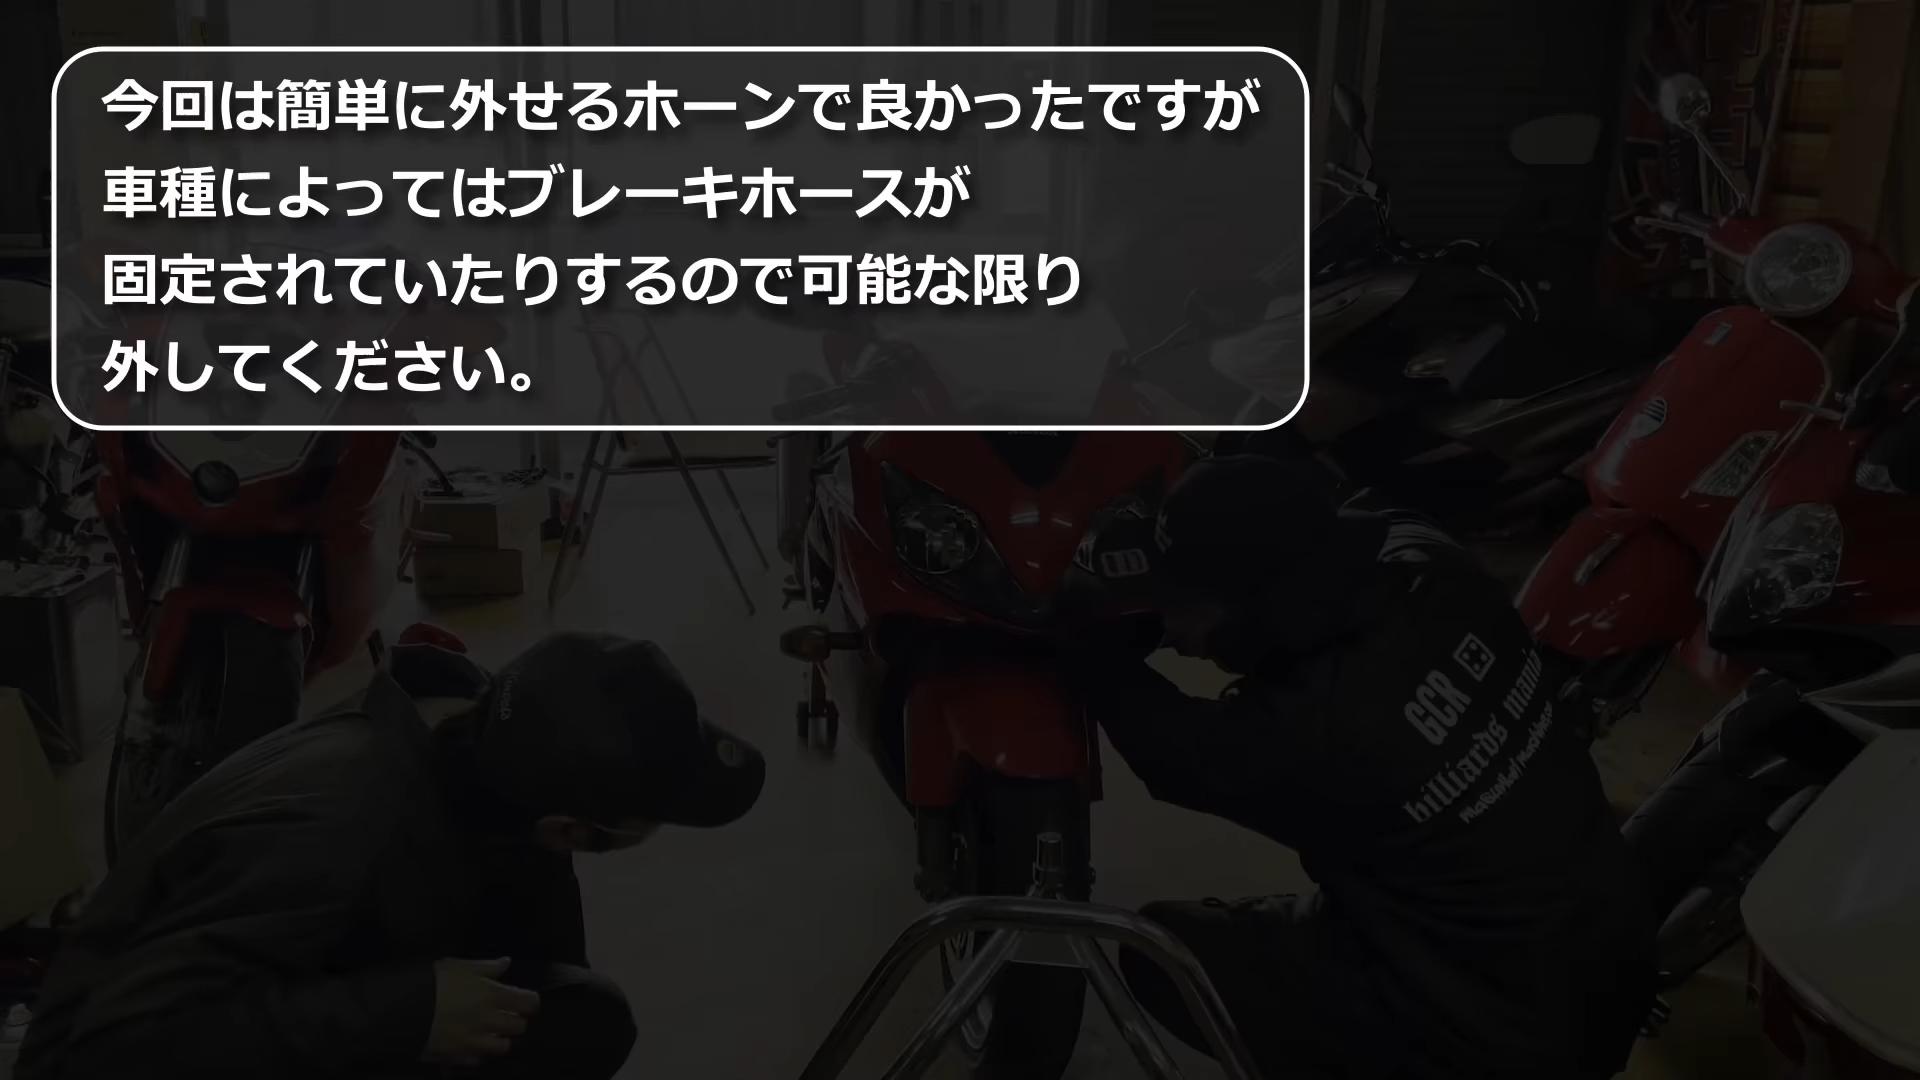 今回は簡単に外せるホーンで良かったですが
車種によってはブレーキホースが
固定されていたりするので可能な限り
外してください。
GCR
billiards mania